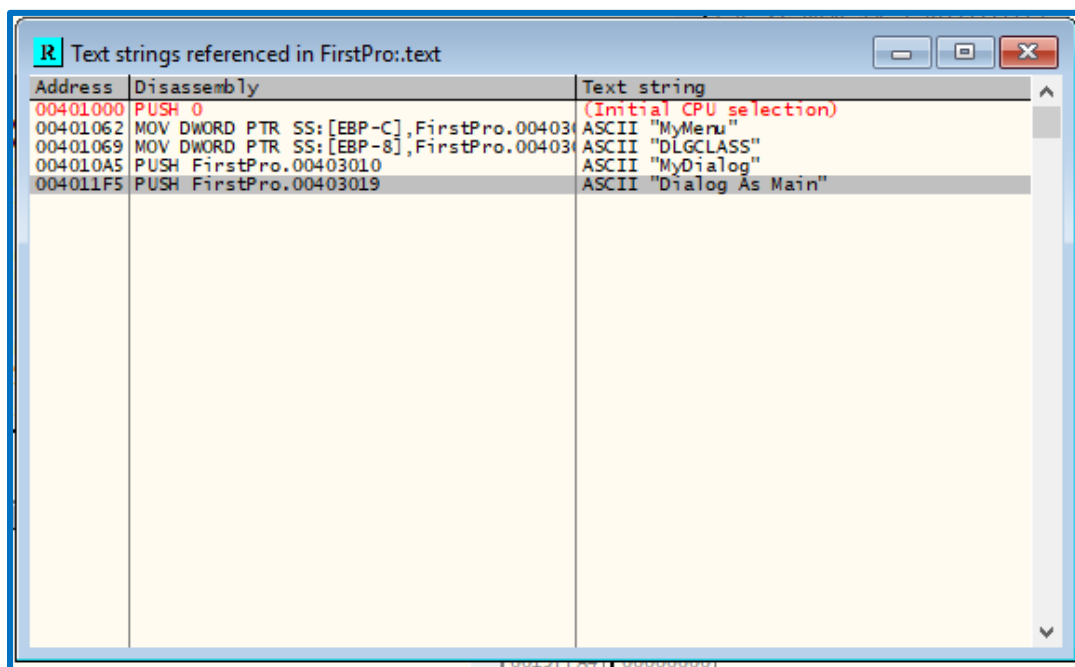 R Text strings referenced in FirstPro:.text
Address Disassembly Text string
00401000 PUSH 0 (Initial CPU selection)
00401062 MOV DWORD PTR SS:[EBP-C],FirstPro.00403 ASCII "MyMenu"
00401069 MOV DWORD PTR SS:[EBP-8],FirstPro.00403 ASCII "DLGCLASS"
004010A5 PUSH FirstPro.00403010 ASCII "MyDialog"
004011F5 PUSH FirstPro.00403019 ASCII "Dialog As Main"